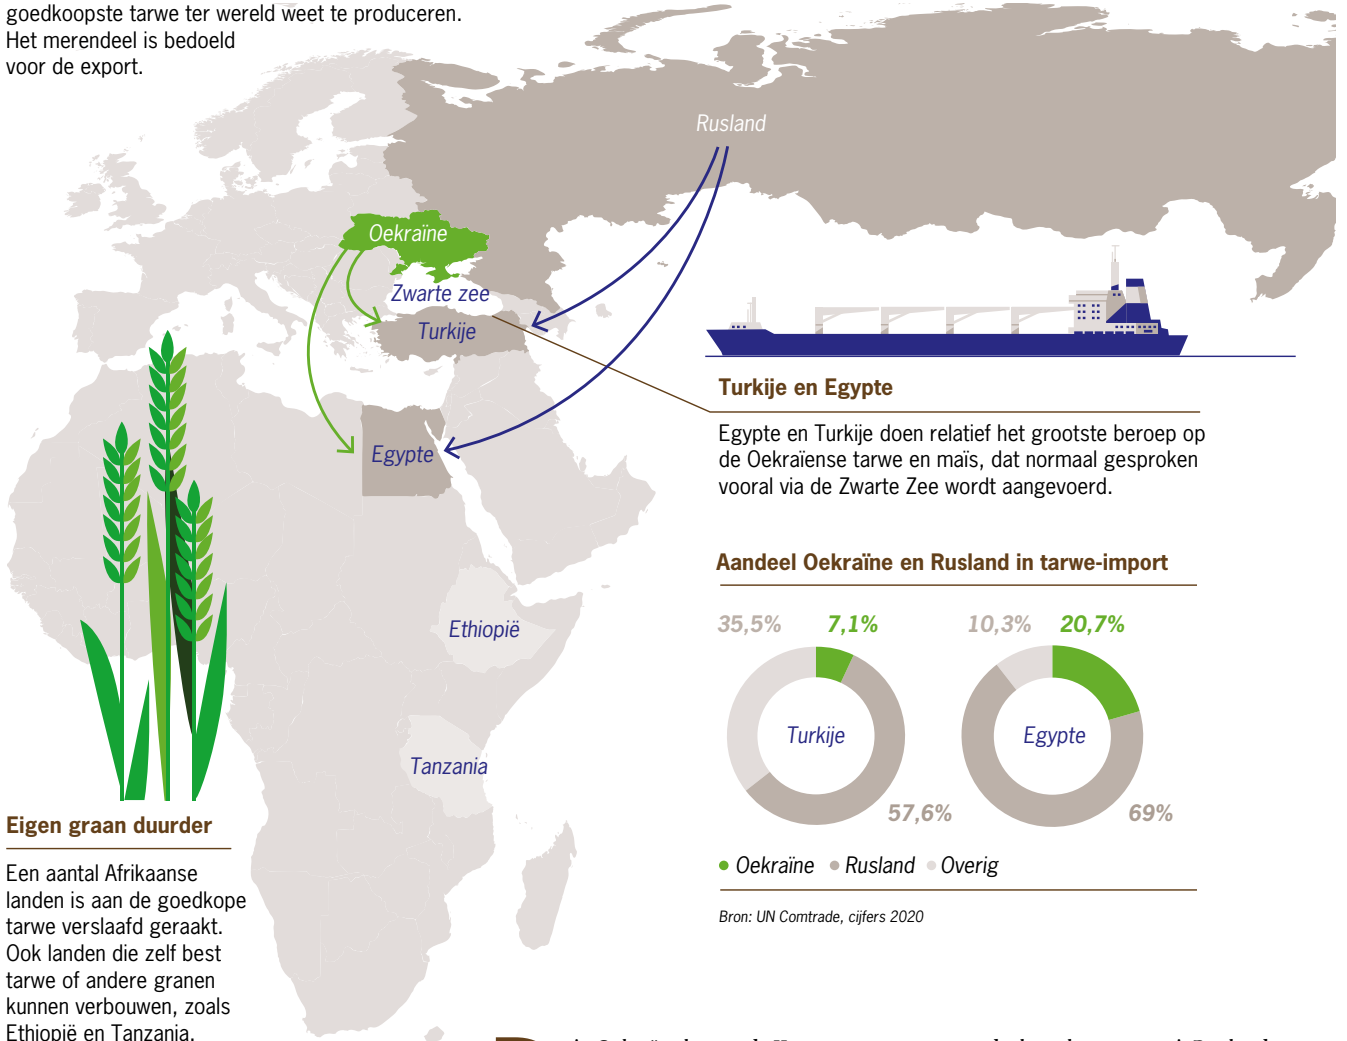 goedkoopste tarwe ter wereld weet te produceren.
Het merendeel is bedoeld
voor de export.
Rusland
Oekraïne
Zwarte zee
Turkije
Egypte
Ethiopië
Tanzania
Turkije en Egypte
Egypte en Turkije doen relatief het grootste beroep op
de Oekraïense tarwe en maïs, dat normaal gesproken
vooral via de Zwarte Zee wordt aangevoerd.
Aandeel Oekraïne en Rusland in tarwe-import
35,5% 7,1% 10,3% 20,7%
Turkije Egypte
57,6% 69%
Oekraïne Rusland Overig
Bron: UN Comtrade, cijfers 2020
Eigen graan duurder
Een aantal Afrikaanse
landen is aan de goedkope
tarwe verslaafd geraakt.
Ook landen die zelf best
tarwe of andere granen
kunnen verbouwen, zoals
Ethiopië en Tanzania.